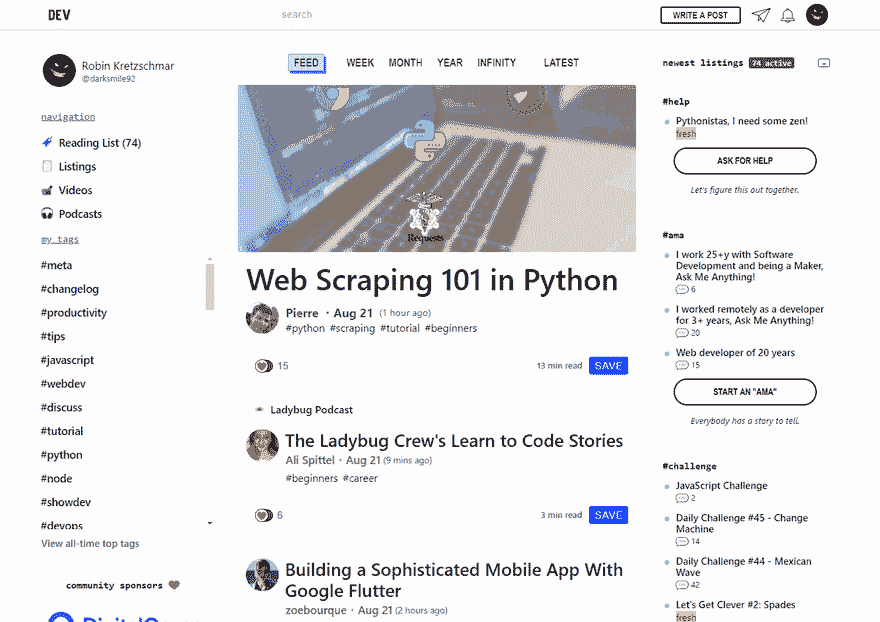 DEV
search
WRITE A POST
Robin Kretzschmar
@darksmile92
navigation
Reading List (74)
Listings
Videos
Podcasts
my_tags
#meta
#changelog
#productivity
#tips
#javascript
#webdev
#discuss
#tutorial
#python
#node
#showdev
#devops
View all-time top tags
community sponsors
FEED
WEEK
MONTH
YEAR
INFINITY
LATEST
Requests
Web Scraping 101 in Python
Pierre · Aug 21 (1 hour ago)
#python #scraping #tutorial #beginners
15
13 min read
SAVE
Ladybug Podcast
The Ladybug Crew's Learn to Code Stories
Ali Spittel · Aug 21 (9 mins ago)
#beginners #career
6
3 min read
SAVE
Building a Sophisticated Mobile App With
Google Flutter
zoebourque · Aug 21 (2 hours ago)
newest listings 74 active
#help
Pythonistas, I need some zen!
fresh
ASK FOR HELP
Let's figure this out together.
#ama
I work 25+y with Software
Development and being a Maker,
Ask Me Anything!
6
I worked remotely as a developer
for 3+ years, Ask Me Anything!
20
Web developer of 20 years
15
START AN "AMA"
Everybody has a story to tell.
#challenge
JavaScript Challenge
2
Daily Challenge #45 - Change
Machine
14
Daily Challenge #44 - Mexican
Wave
42
Let's Get Clever #2: Spades
fresh